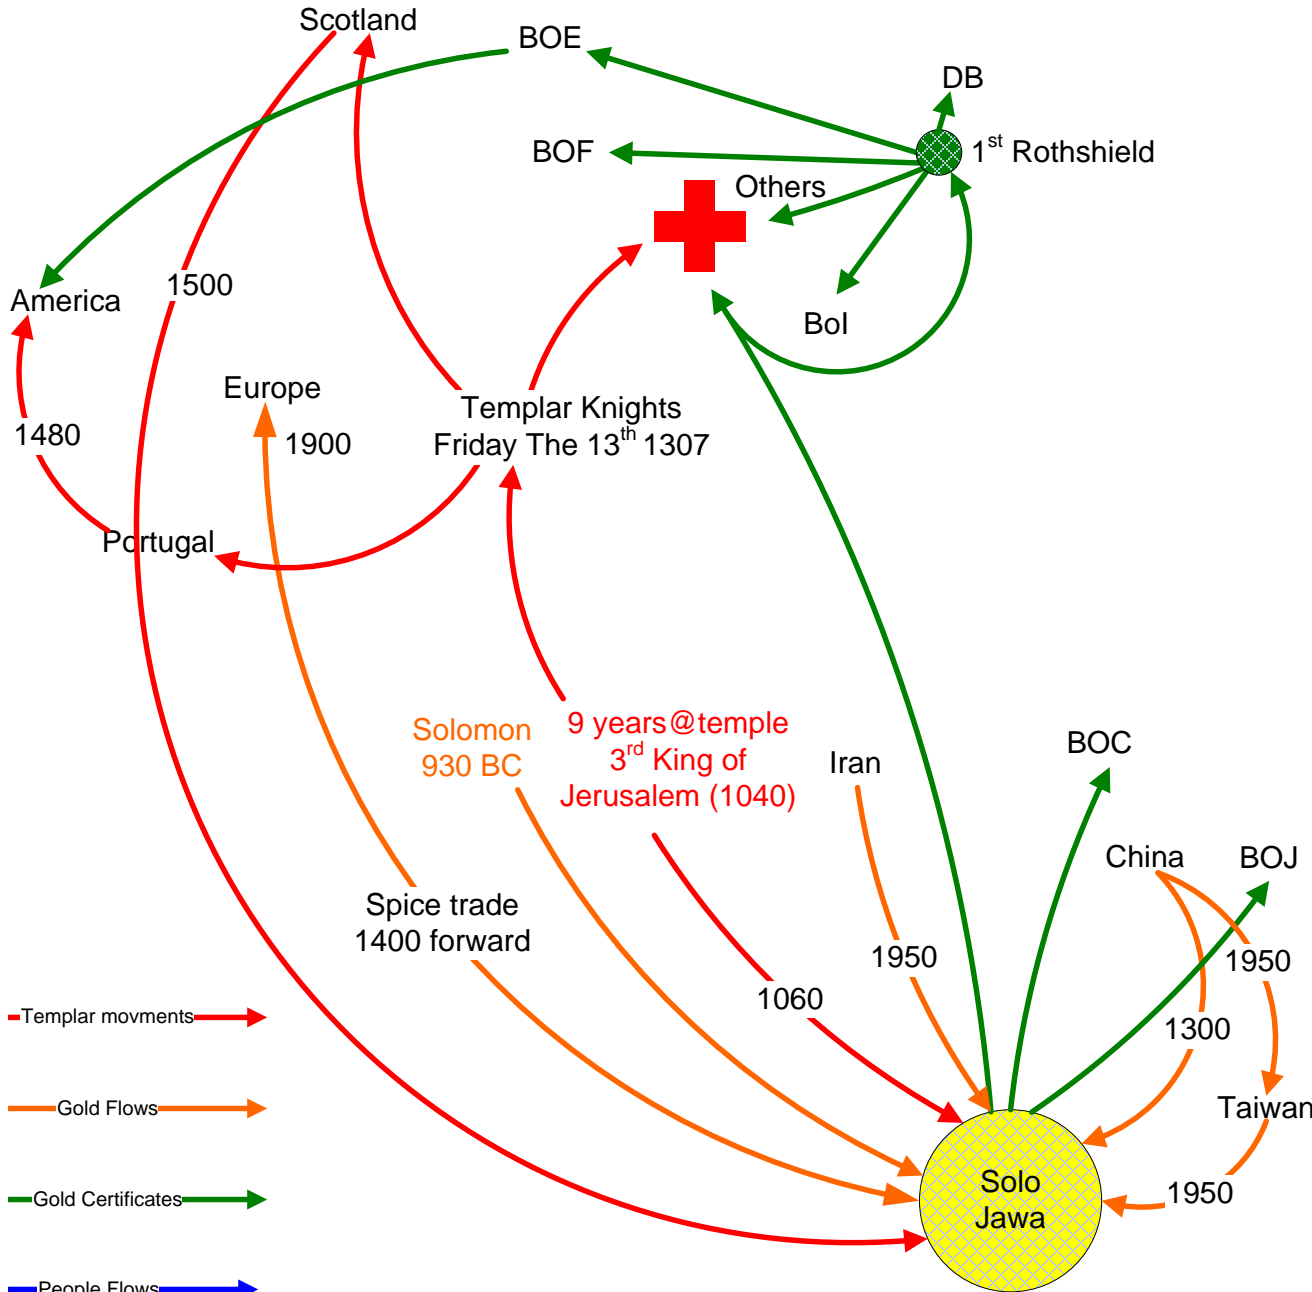 Scotland
BOE
DB
1st Rothshield
BOF
Others
1500
America
BoI
Europe
1900
1480
Templar Knights
Friday The 13th 1307
Portugal
Solomon
930 BC
9 years@temple
3rd King of
Jerusalem (1040)
Iran
BOC
China
BOJ
Spice trade
1400 forward
1950
1950
1060
1300
Templar movments
Gold Flows
Taiwan
Gold Certificates
Solo
Jawa
1950
People Flows